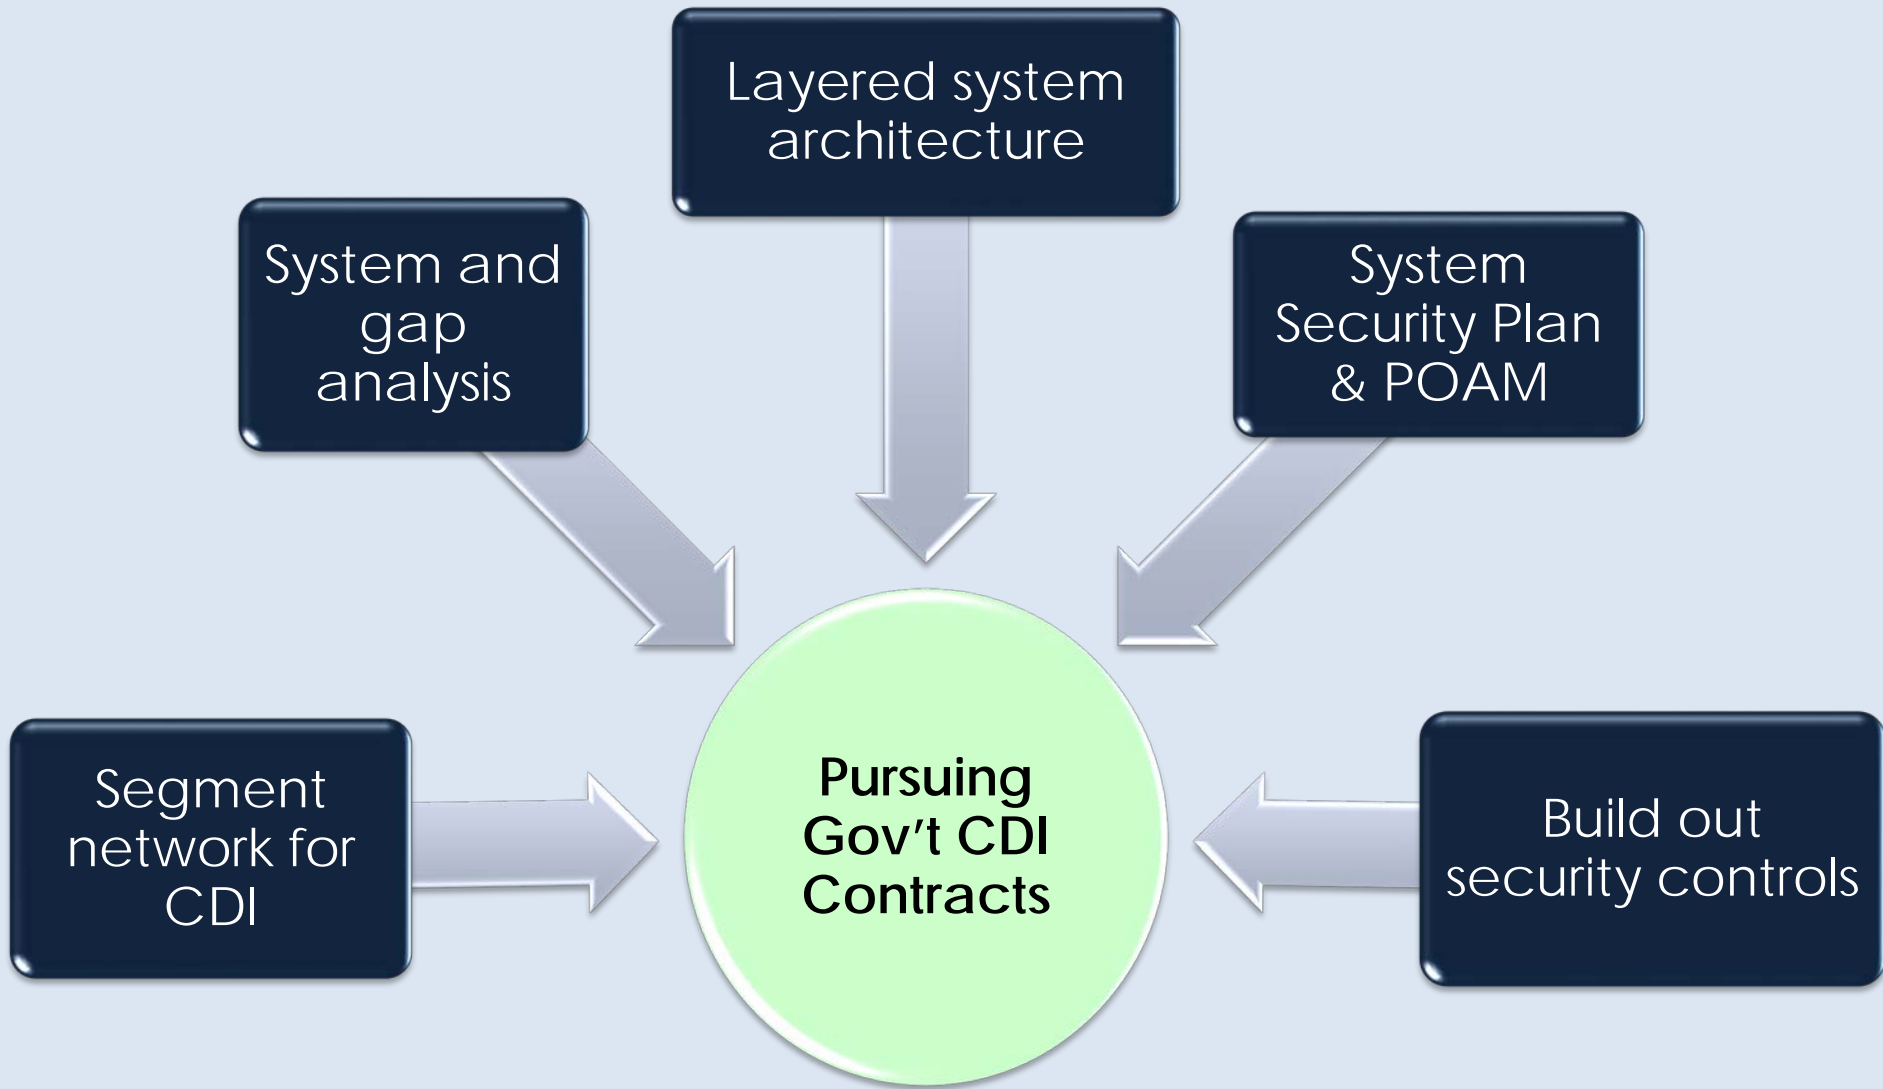 Layered system
architecture
System and
gap
analysis
System
Security Plan
& POAM
Segment
network for
CDI
Pursuing
Gov't CDI
Contracts
Build out
security controls